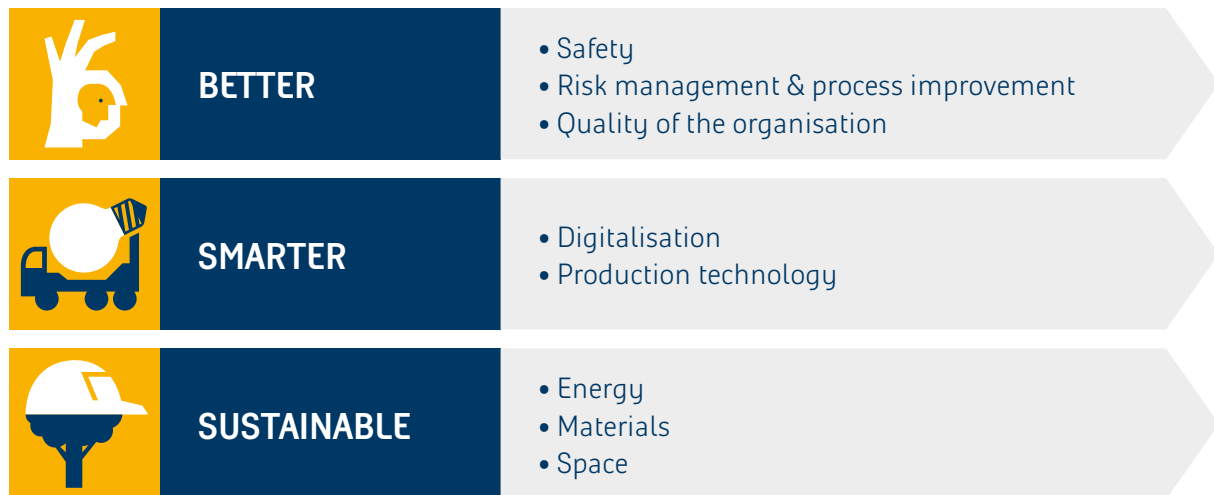 BETTER
• Safety
• Risk management & process improvement
• Quality of the organisation
SMARTER
• Digitalisation
• Production technology
SUSTAINABLE
• Energy
• Materials
• Space